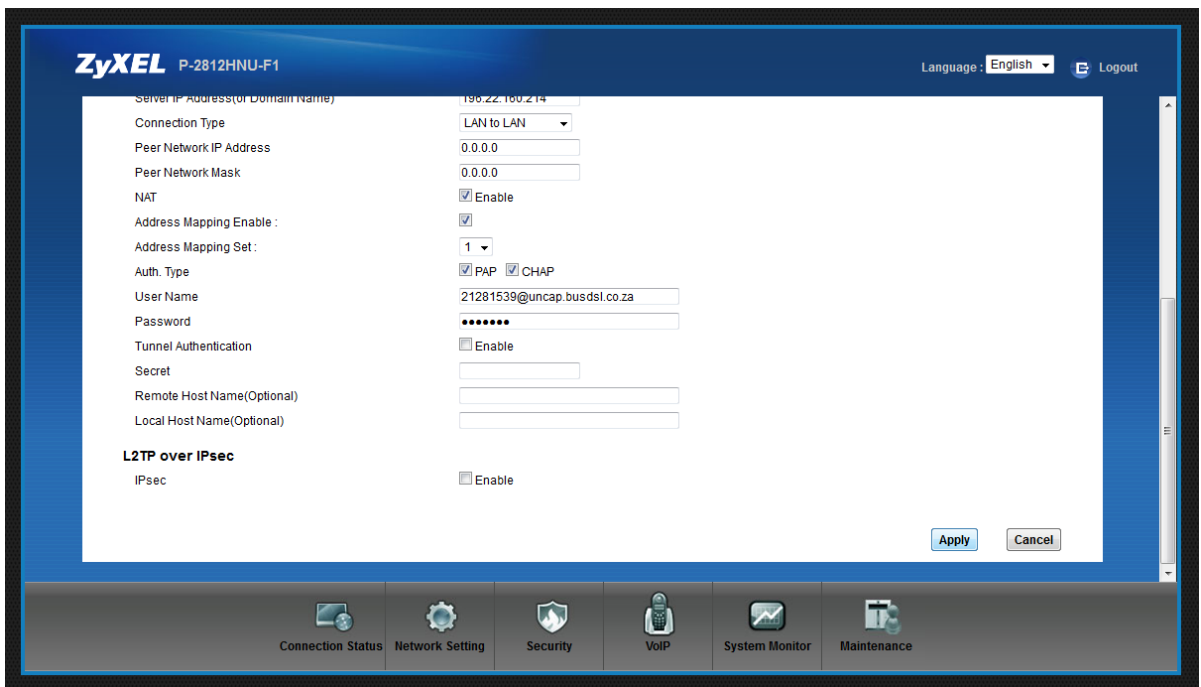 ZyXEL P-2812HNU-F1 Language : English Logout
Server IP Address(or Domain Name) 196.22.160.214
Connection Type LAN to LAN
Peer Network IP Address 0.0.0.0
Peer Network Mask 0.0.0.0
NAT Enable
Address Mapping Enable :
Address Mapping Set : 1
Auth. Type PAP CHAP
User Name 21281539@uncap.busdsl.co.za
Password •••••••
Tunnel Authentication Enable
Secret
Remote Host Name(Optional)
Local Host Name(Optional)
L2TP over IPsec
IPsec Enable
Apply Cancel
Connection Status Network Setting Security VoIP System Monitor Maintenance